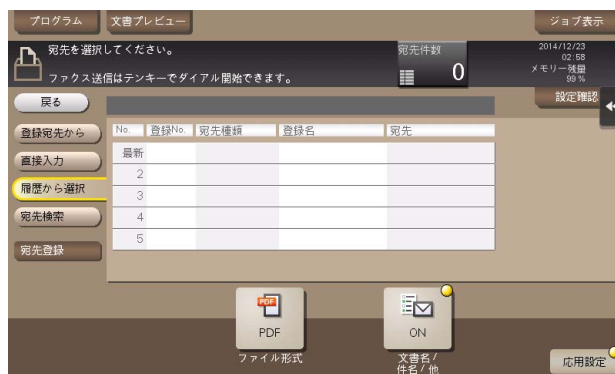 プログラム
文書プレビュー
ジョブ表示
宛先を選択してください。
ファクス送信はテンキーでダイアル開始できます。
宛先件数
0
2014/12/23
02:58
メモリー残量
99%
戻る
設定確認
登録宛先から
直接入力
履歴から選択
宛先検索
宛先登録
No. 登録No. 宛先種類 登録名 宛先
最新
2
3
4
5
PDF
PDF
ファイル形式
ON
文書名/
件名/他
応用設定